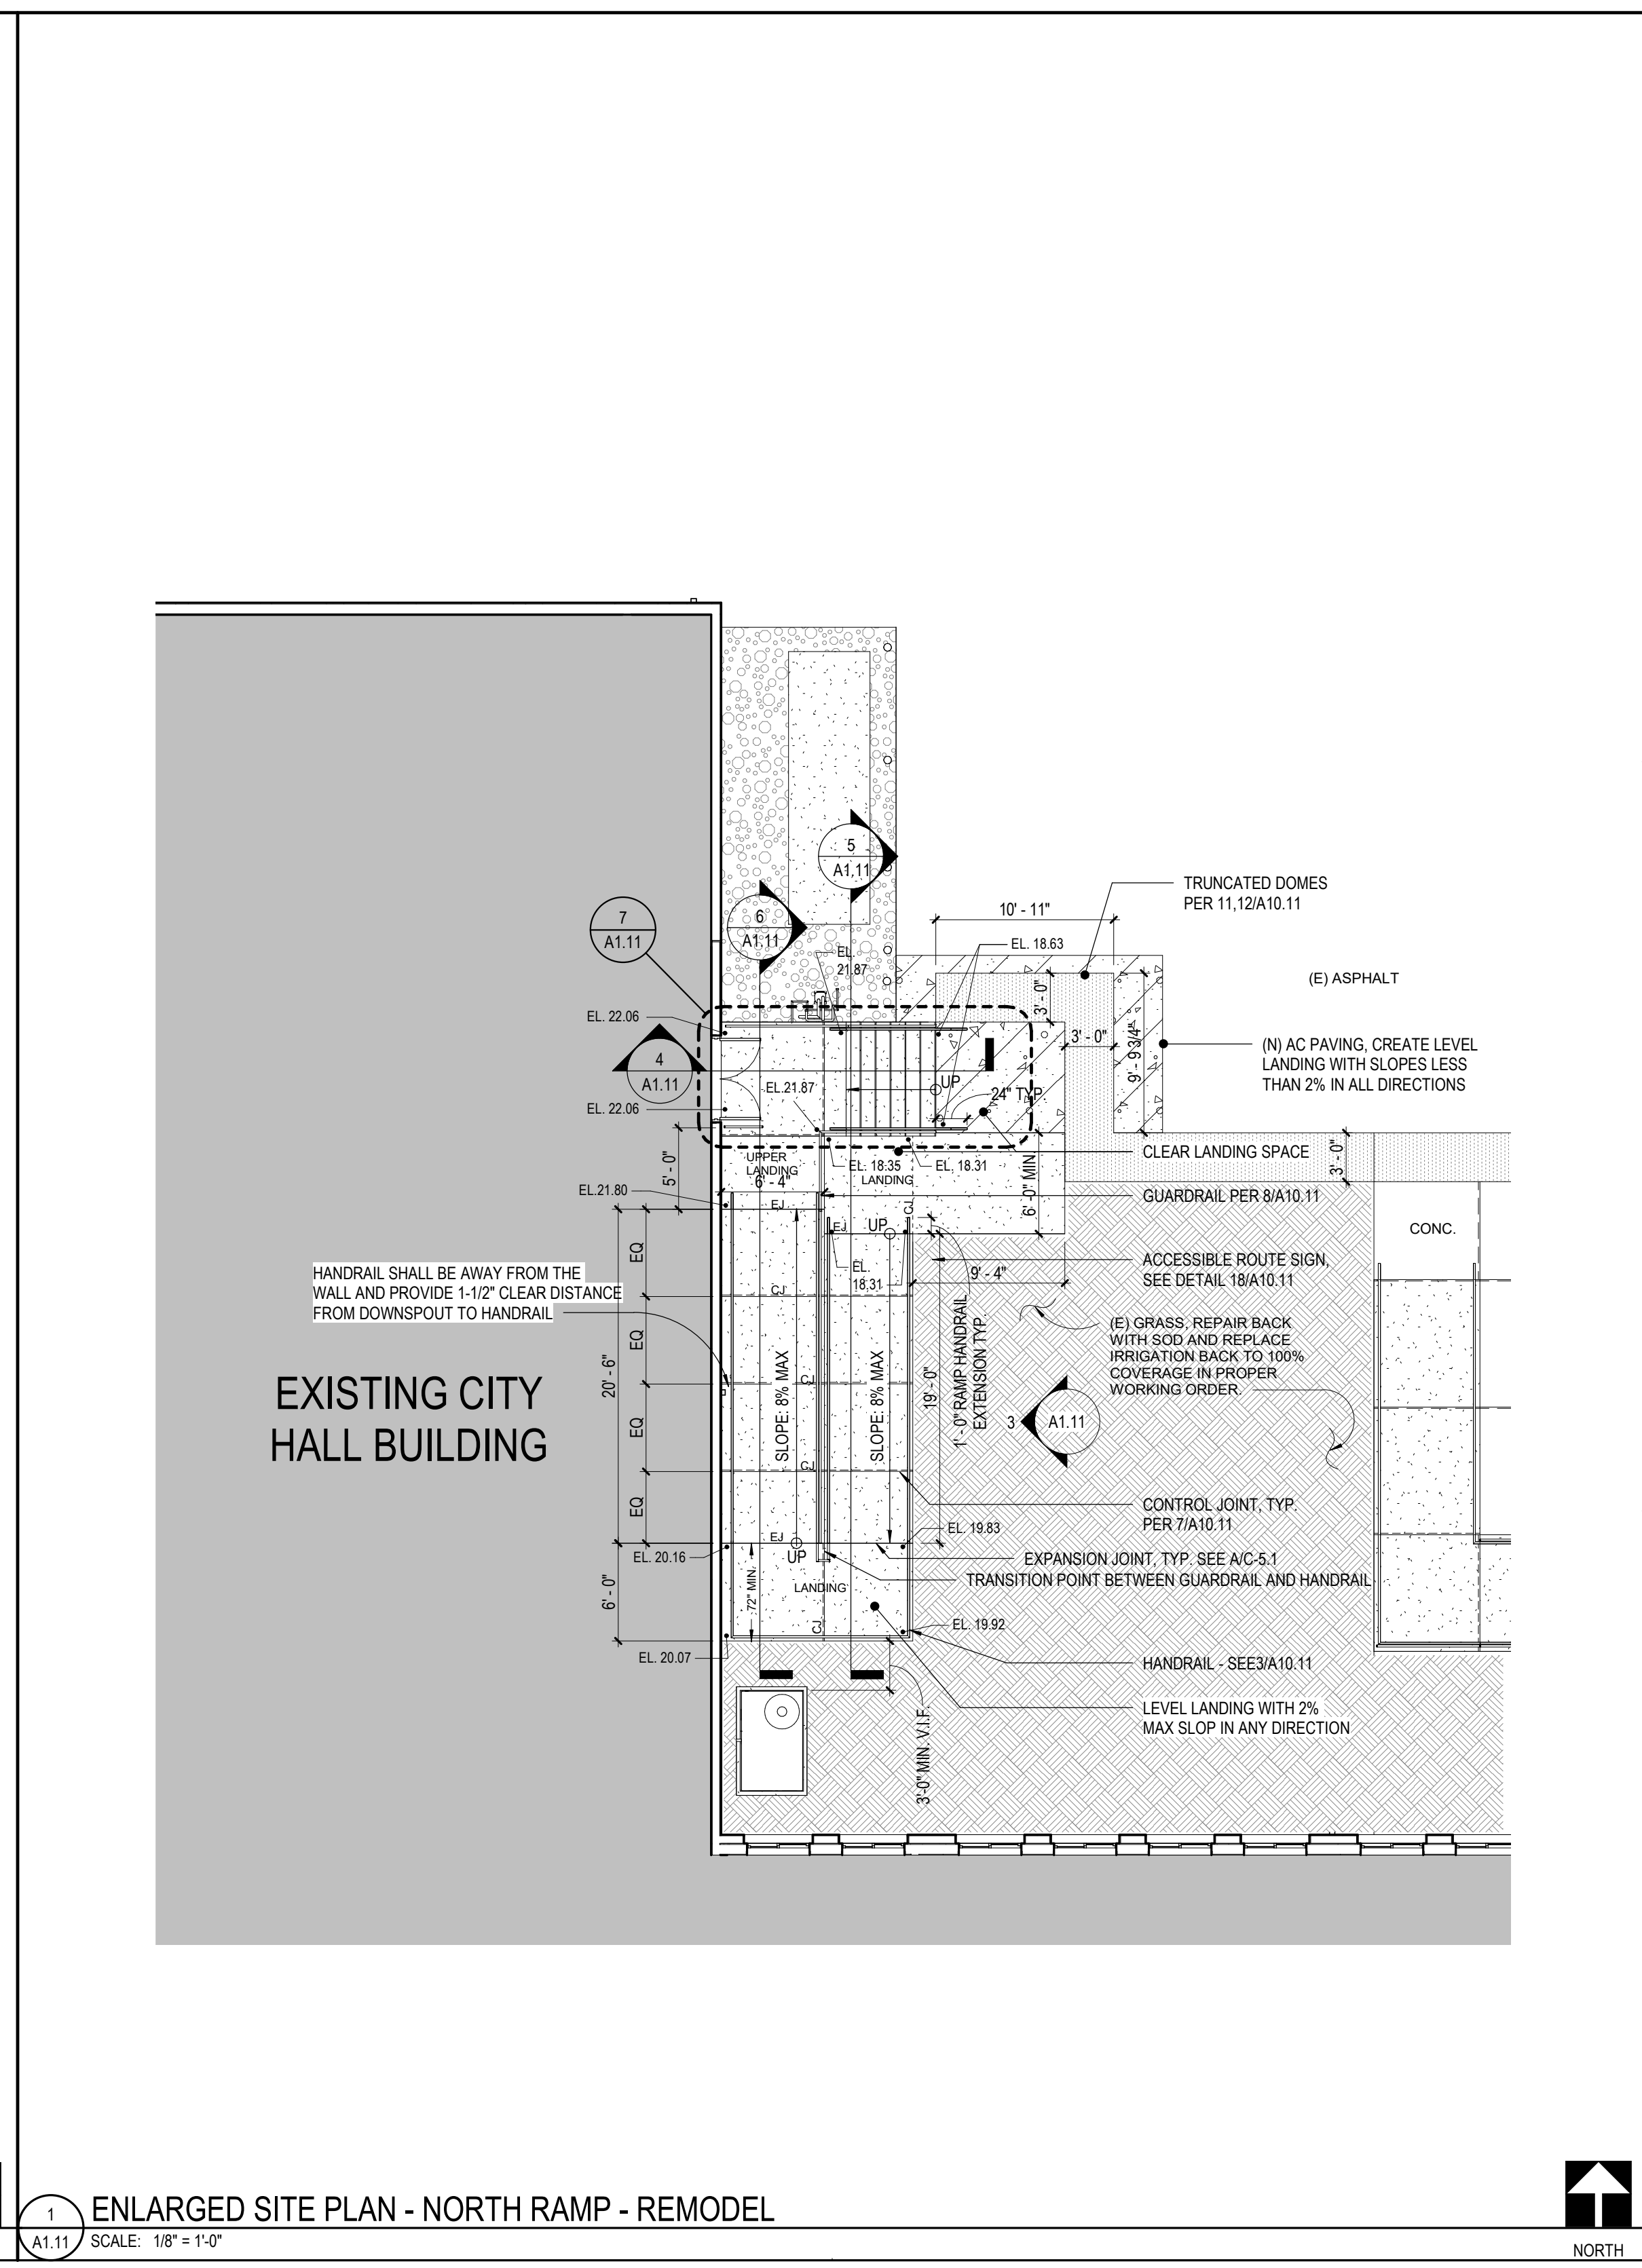 5
A1.11
TRUNCATED DOMES
PER 11,12/A10.11
10' - 11"
7
A1.11
6
A1.11
EL. 18.63
EL.
21.87
(E) ASPHALT
3' - 0"
CJ
EL. 22.06
3' - 0"
9' - 9 3/4"
(N) AC PAVING, CREATE LEVEL
LANDING WITH SLOPES LESS
THAN 2% IN ALL DIRECTIONS
4
A1.11
EL.21.87
UP
24" TYP.
EL. 22.06
5' - 0"
UPPER
LANDING
6' - 4"
EL. 18.35
EL. 18.31
LANDING
6' - 0" MIN.
CLEAR LANDING SPACE
3' - 0"
EL.21.80
GUARDRAIL PER 8/A10.11
EJ
CJ
EJ
UP
CONC.
EQ
EL.
18.31
9' - 4"
ACCESSIBLE ROUTE SIGN,
SEE DETAIL 18/A10.11
HANDRAIL SHALL BE AWAY FROM THE
WALL AND PROVIDE 1-1/2" CLEAR DISTANCE
FROM DOWNSPOUT TO HANDRAIL
CJ
EQ
20' - 6"
(E) GRASS, REPAIR BACK
WITH SOD AND REPLACE
IRRIGATION BACK TO 100%
COVERAGE IN PROPER
WORKING ORDER.
EXISTING CITY
HALL BUILDING
SLOPE: 8% MAX
CJ
SLOPE: 8% MAX
19' - 0"
1' - 0" RAMP HANDRAIL
EXTENSION TYP.
3
A1.11
EQ
CJ
EQ
CONTROL JOINT, TYP.
PER 7/A10.11
EJ
EL. 19.83
EL. 20.16
UP
EXPANSION JOINT, TYP. SEE A/C-5.1
TRANSITION POINT BETWEEN GUARDRAIL AND HANDRAIL
6' - 0"
72" MIN.
LANDING
CJ
EL. 19.92
EL. 20.07
HANDRAIL - SEE3/A10.11
LEVEL LANDING WITH 2%
MAX SLOP IN ANY DIRECTION
3'-0" MIN. V.I.F.
1
A1.11
ENLARGED SITE PLAN - NORTH RAMP - REMODEL
SCALE: 1/8" = 1'-0"
NORTH